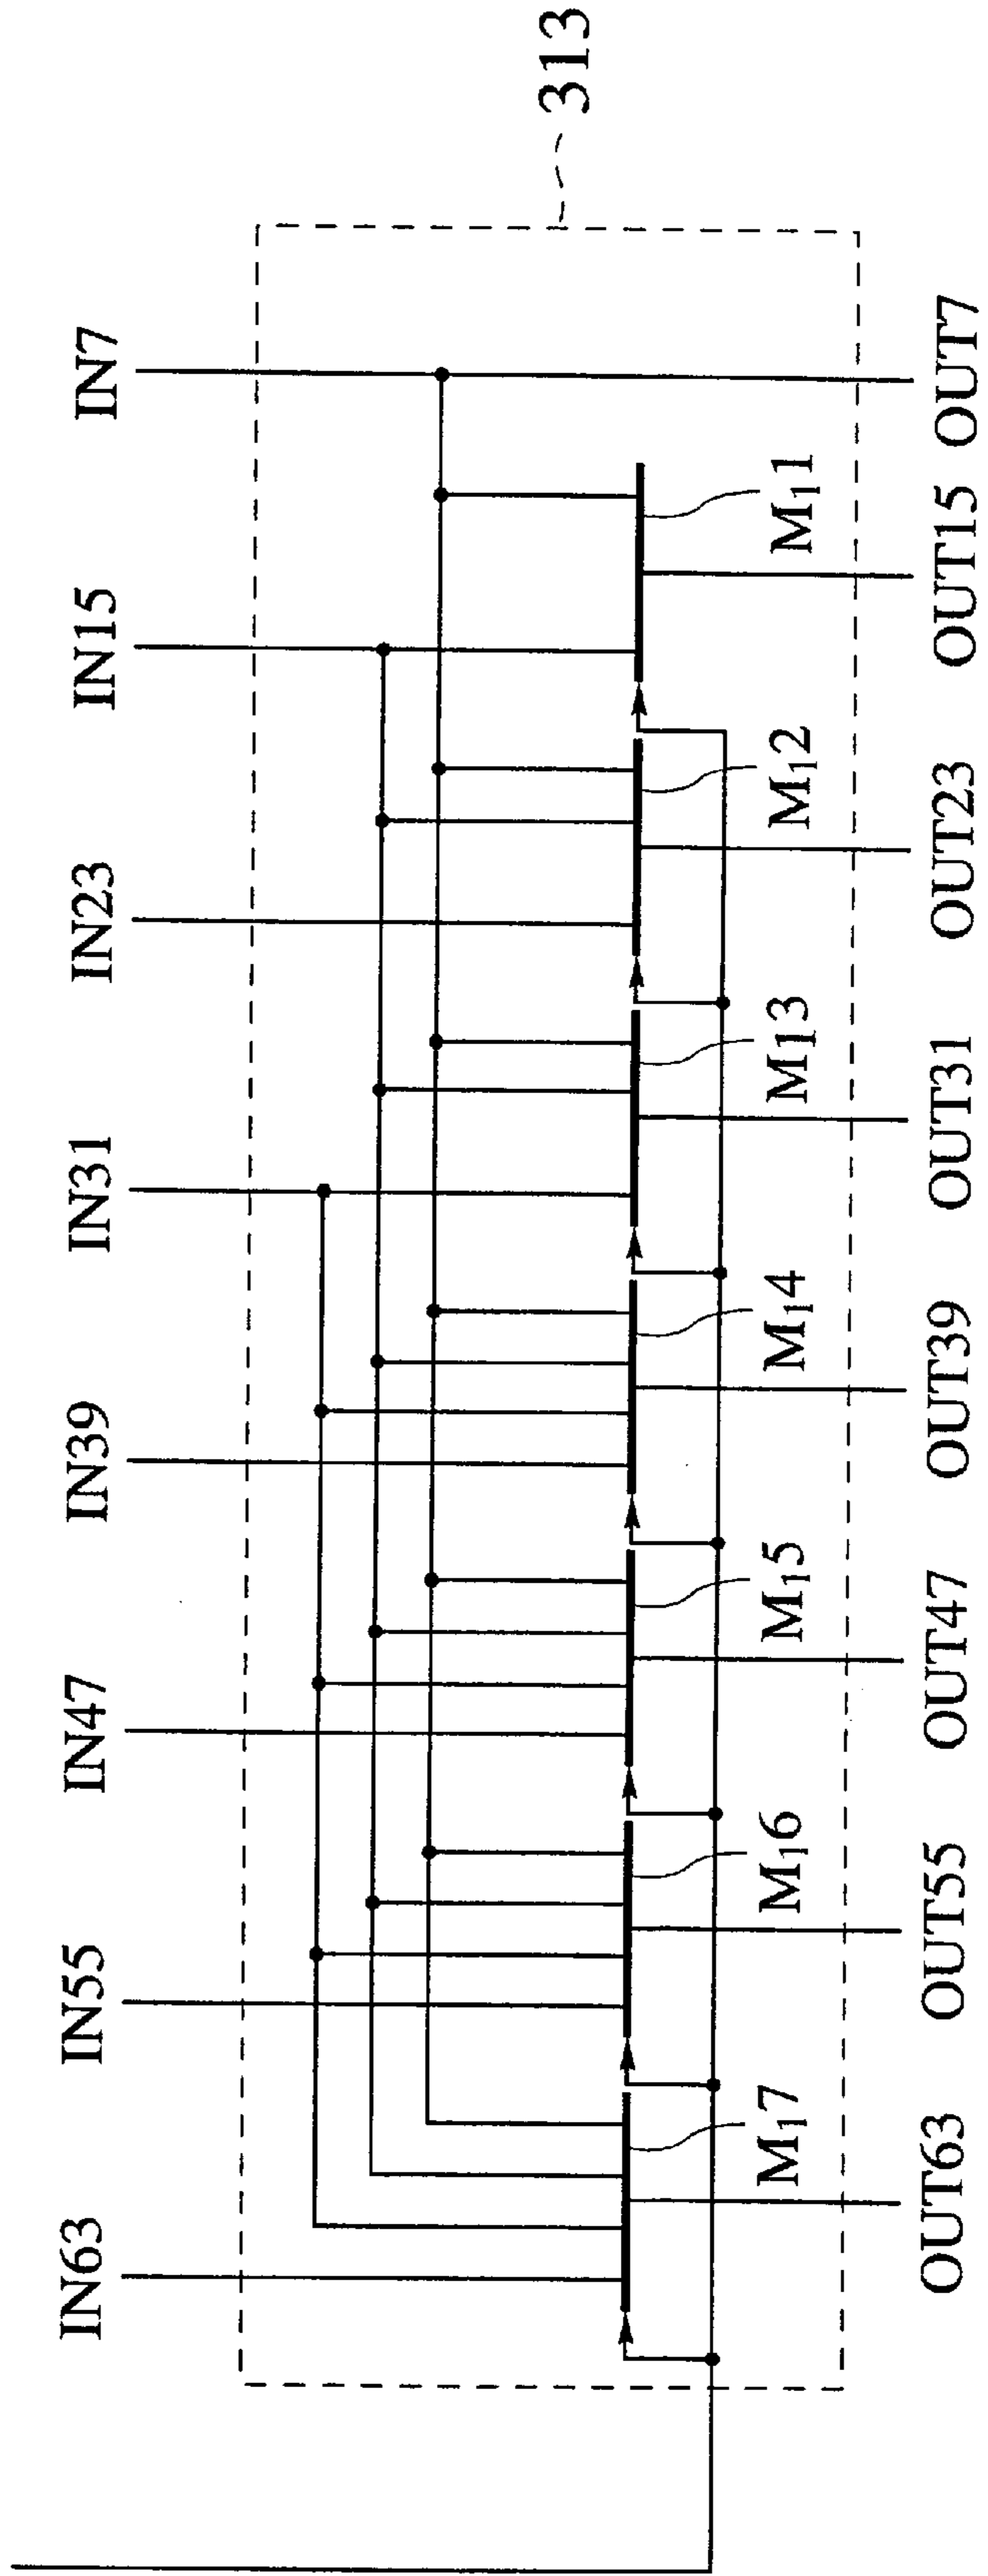 313
IN63 IN55 IN47 IN39 IN31 IN23 IN15 IN7
M₁7 M₁6 M₁5 M₁4 M₁3 M₁2 M₁1
OUT63 OUT55 OUT47 OUT39 OUT31 OUT23 OUT15 OUT7